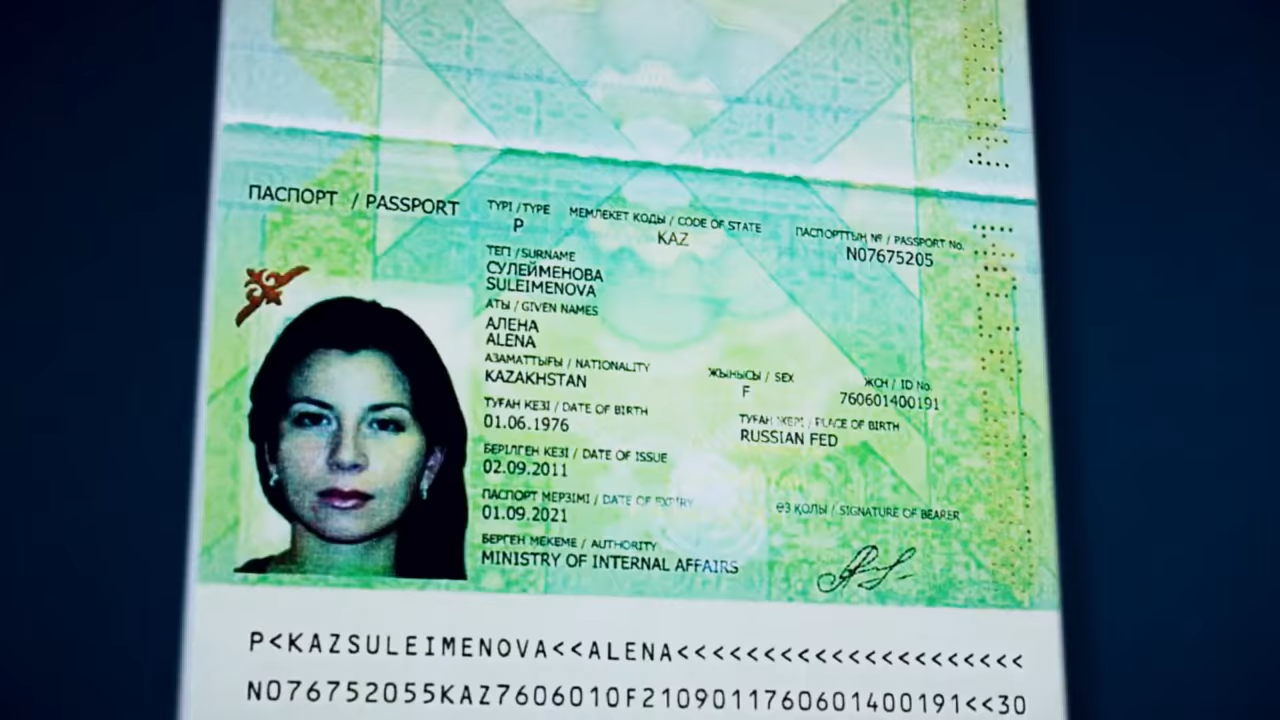 ПАСПОРТ / PASSPORT
ТҮРІ / TYPE
P
МЕМЛЕКЕТ КОДЫ / CODE OF STATE
KAZ
ПАСПОРТТЫҢ № / PASSPORT No.
N07675205
ТЕГІ / SURNAME
СУЛЕЙМЕНОВА
SULEIMENOVA
АТЫ / GIVEN NAMES
АЛЕНА
ALENA
АЗАМАТТЫҒЫ / NATIONALITY
KAZAKHSTAN
ЖЫНЫСЫ / SEX
F
ЖСН / ID No.
760601400191
ТУҒАН КЕЗІ / DATE OF BIRTH
01.06.1976
ТУҒАН ЖЕРІ / PLACE OF BIRTH
RUSSIAN FED
БЕРІЛГЕН КЕЗІ / DATE OF ISSUE
02.09.2011
ПАСПОРТ МЕРЗІМІ / DATE OF EXPIRY
01.09.2021
ӨЗ ҚОЛЫ / SIGNATURE OF BEARER
БЕРГЕН МЕКЕМЕ / AUTHORITY
MINISTRY OF INTERNAL AFFAIRS
P<KAZSULEIMENOVA<<ALENA<<<<<<<<<<<<<<<<<<<<<
N076752055KAZ7606010F2109011760601400191<<30